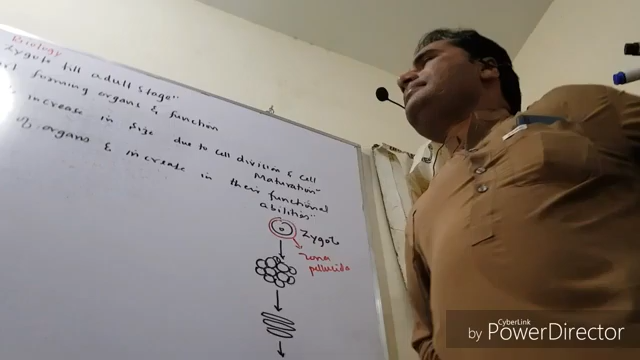 Biology
Zygote till adult stage"
forming organs & function
increase in size due to cell division & cell
Maturation"
of organs & increase in their functional
abilities"
Zygote
Zona
pellucida
CyberLink
by PowerDirector